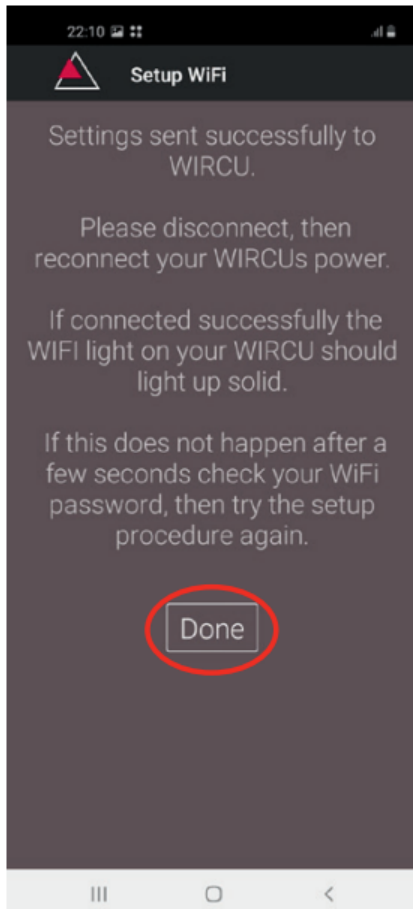 22:10
Setup WiFi
Settings sent successfully to
WIRCU.
Please disconnect, then
reconnect your WIRCUs power.
If connected successfully the
WIFI light on your WIRCU should
light up solid.
If this does not happen after a
few seconds check your WiFi
password, then try the setup
procedure again.
Done